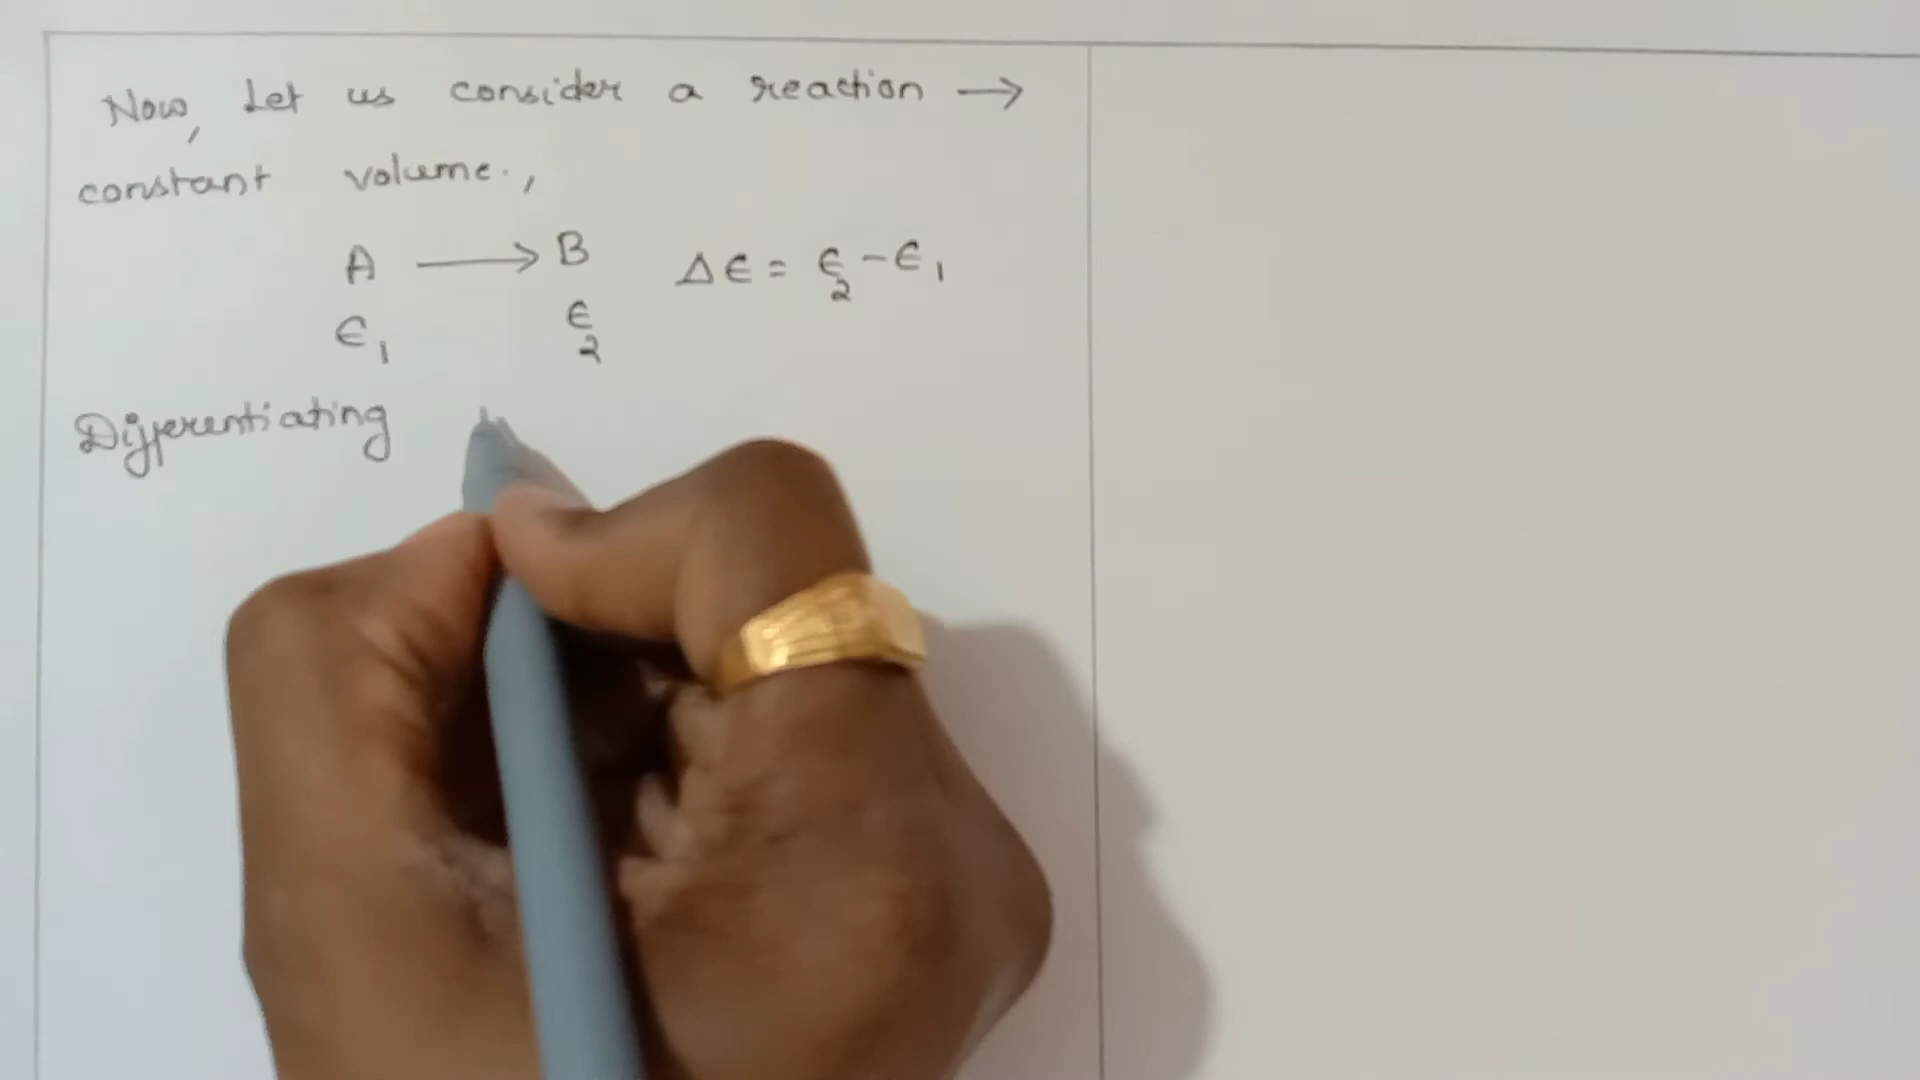 Now, Let us consider a reaction →
constant volume.,
A ⟶ B ΔE = E2 - E1
E1 E2
Differentiating